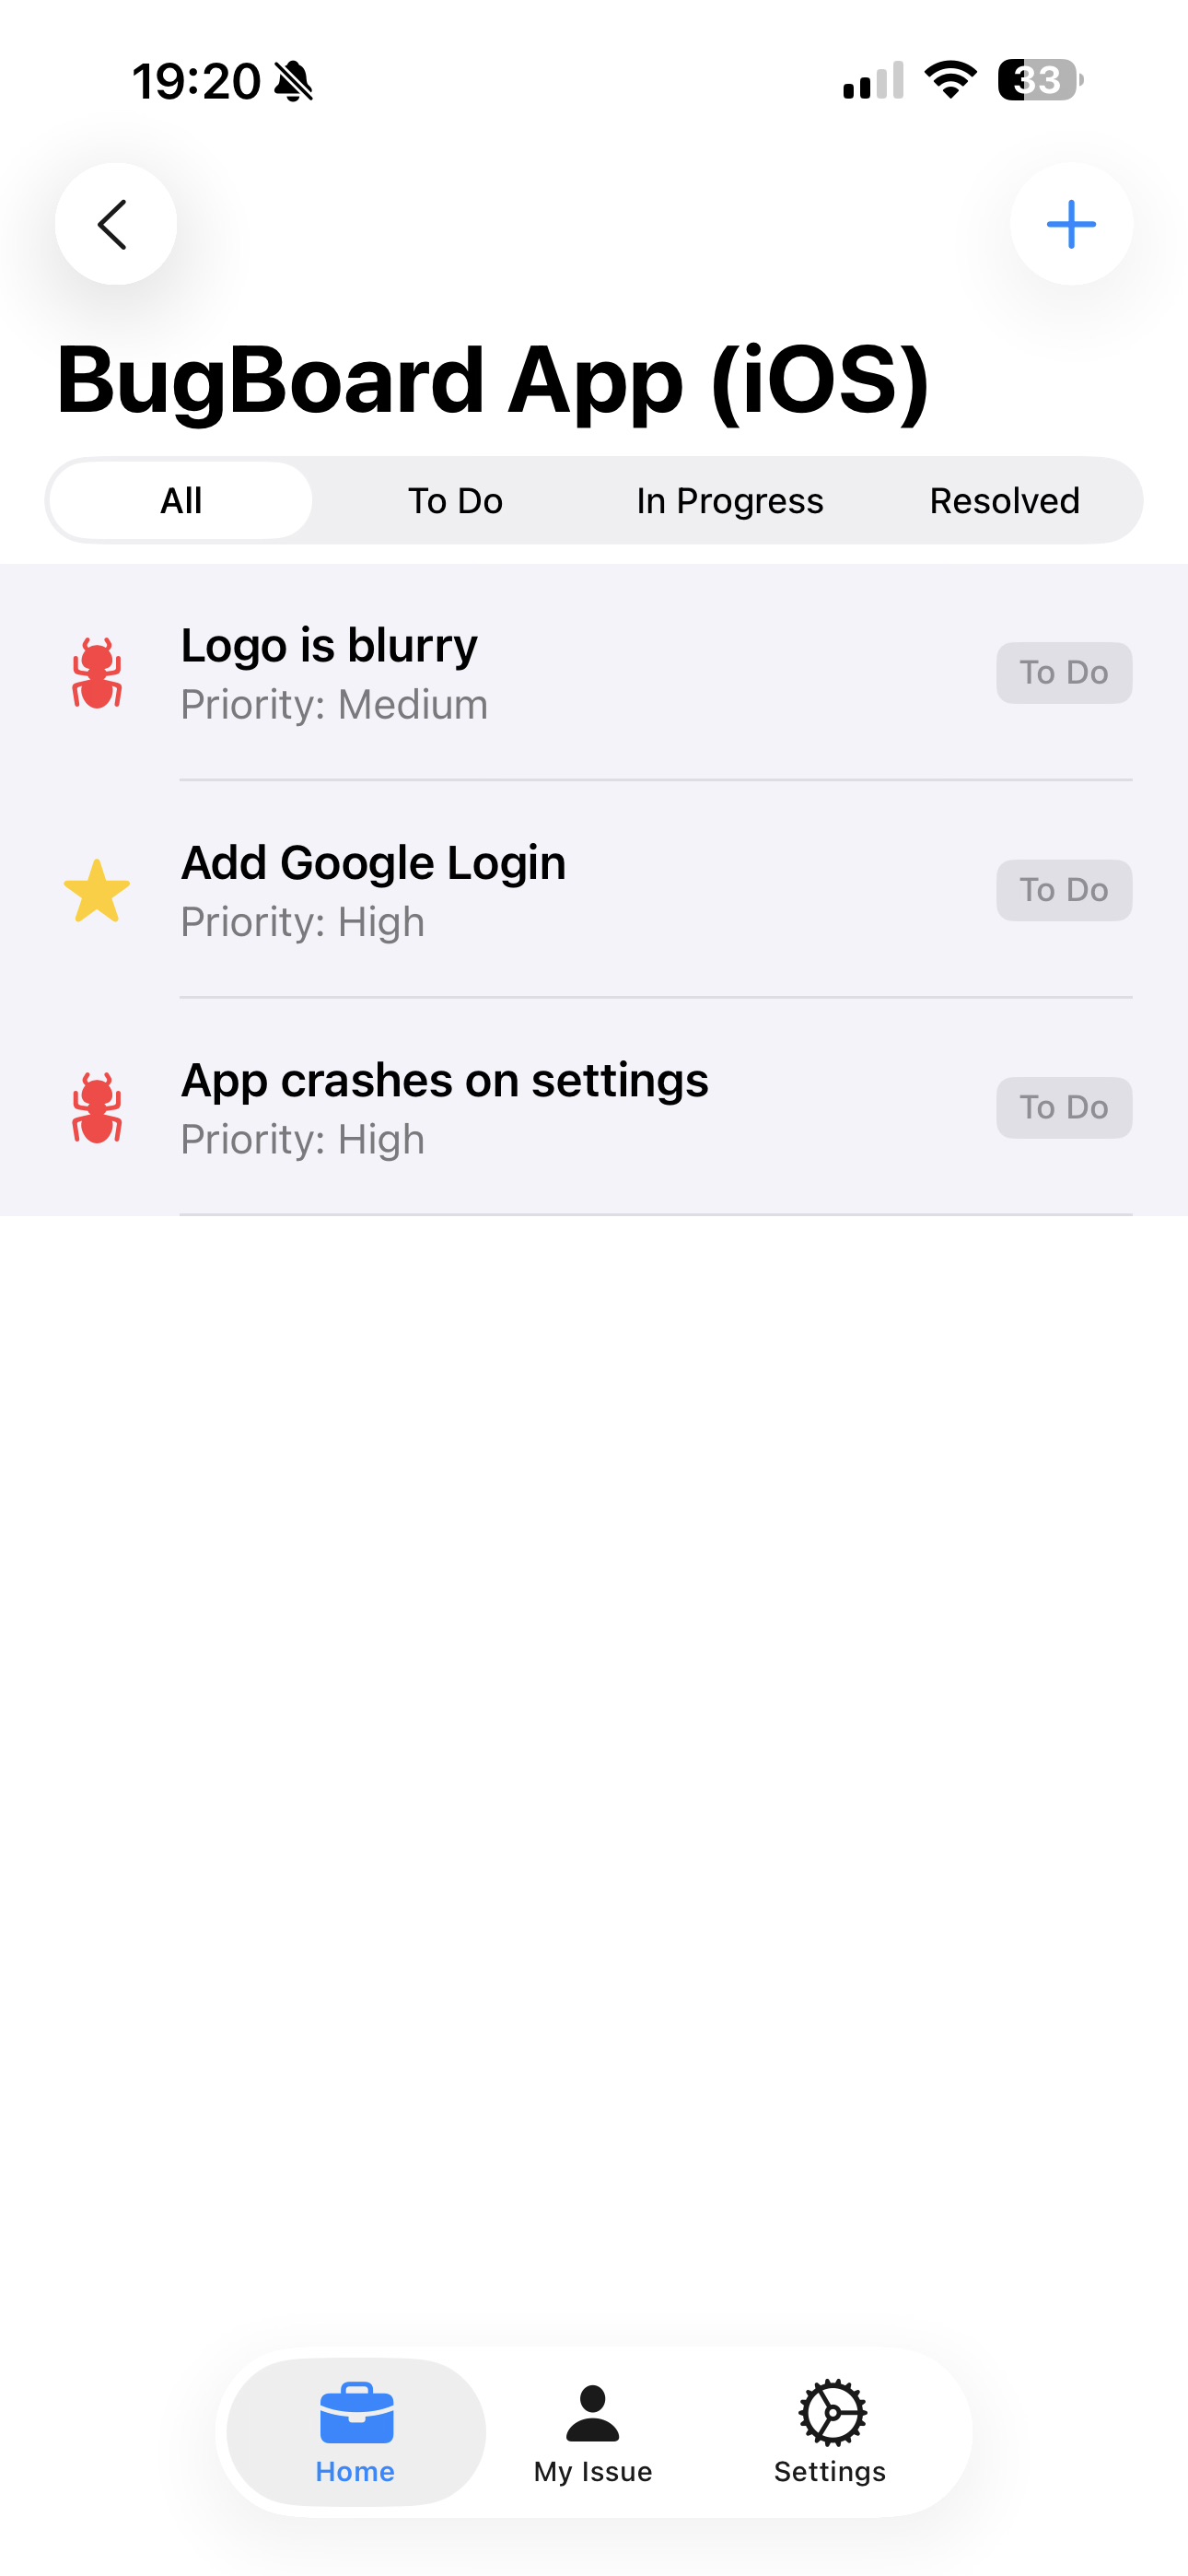 19:20
33
BugBoard App (iOS)
All To Do In Progress Resolved
Logo is blurry
Priority: Medium
To Do
Add Google Login
Priority: High
To Do
App crashes on settings
Priority: High
To Do
Home My Issue Settings